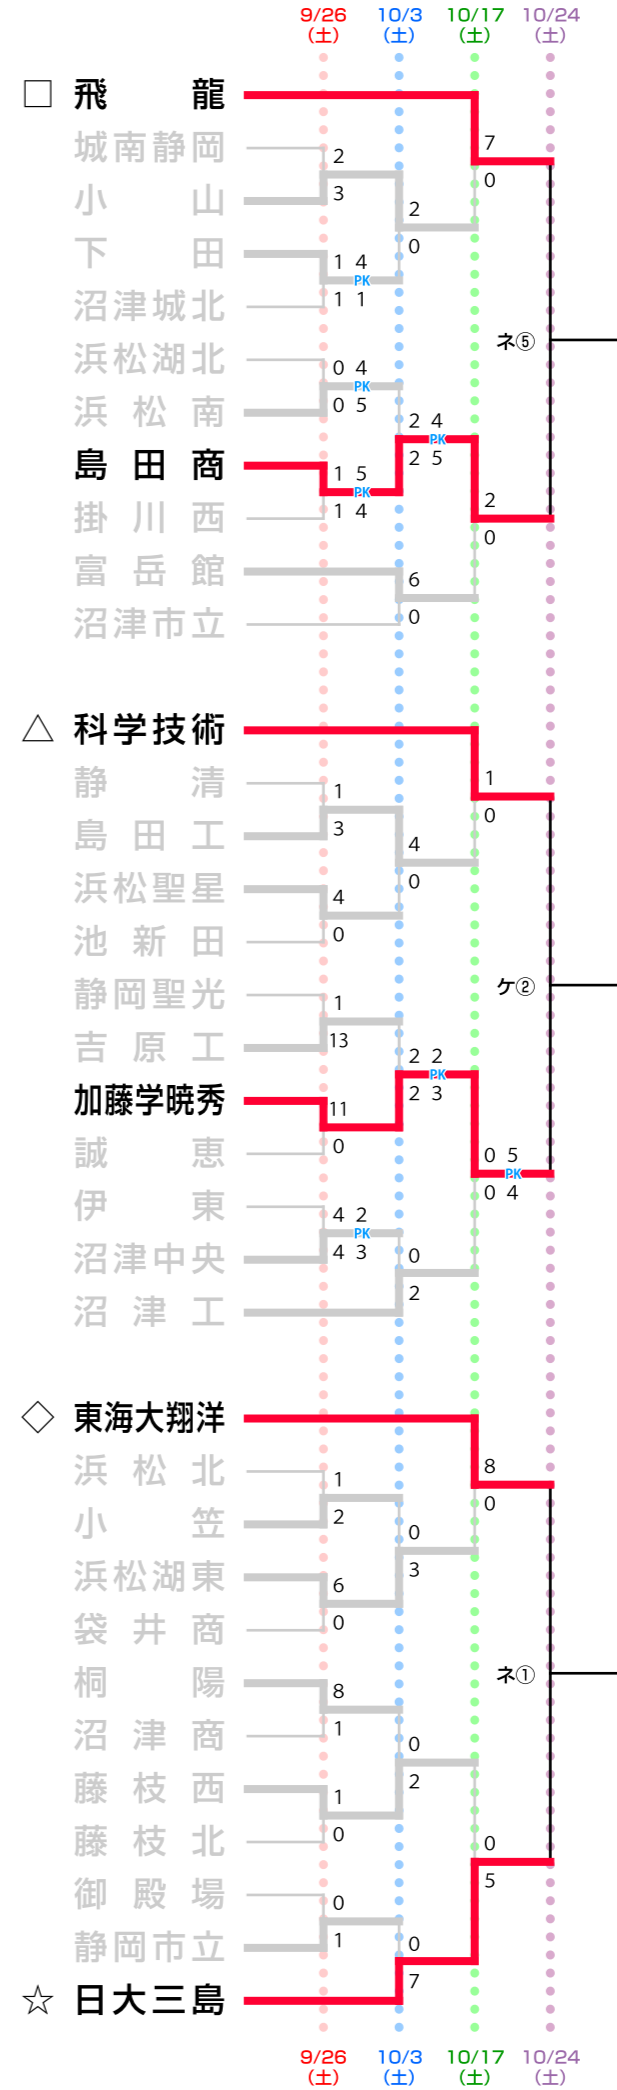 9/26 10/3 10/17 10/24
(土) (土) (土) (土)
□ 飛龍
7
城南静岡
2
0
小山
3
2
下田
0
1 4
PK
沼津城北
1 1
ネ⑤
浜松湖北
0 4
PK
浜松南
0 5
2 4
PK
島田商
2 5
1 5
PK
2
掛川西
1 4
0
富岳館
6
沼津市立
0
△ 科学技術
1
静清
1
0
島田工
3
4
浜松聖星
0
4
池新田
0
ケ②
静岡聖光
1
吉原工
13
2 2
PK
加藤学暁秀
2 3
11
誠恵
0
0 5
PK
伊東
0 4
4 2
PK
沼津中央
4 3
0
沼津工
2
◇ 東海大翔洋
8
浜松北
1
0
小笠
2
0
浜松湖東
3
6
袋井商
0
ネ①
桐陽
8
沼津商
1
0
藤枝西
2
1
藤枝北
0
0
御殿場
5
0
静岡市立
1
0
☆ 日大三島
7
9/26 10/3 10/17 10/24
(土) (土) (土) (土)